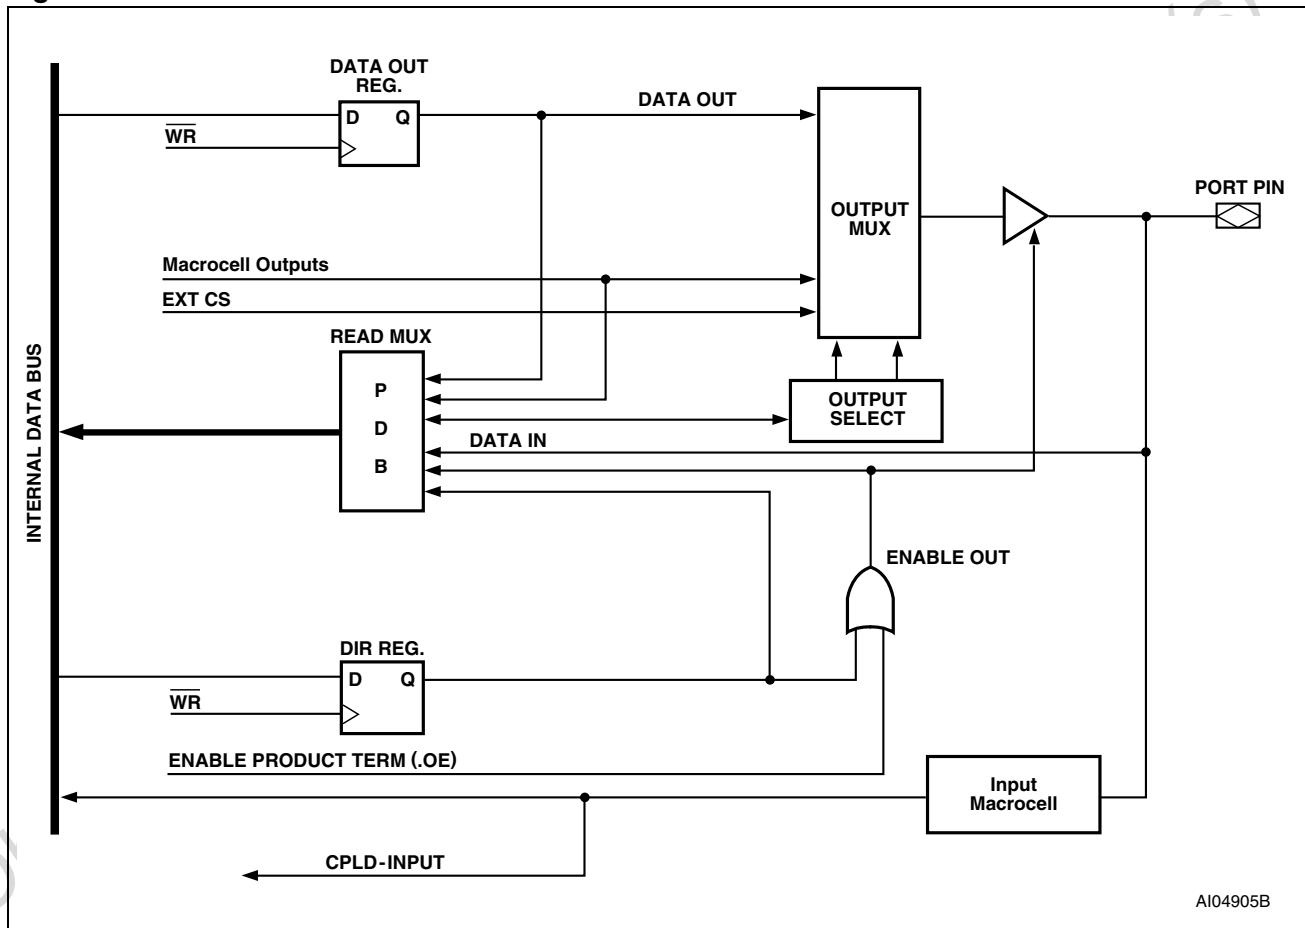 DATA OUT
REG.
D Q
WR
DATA OUT
OUTPUT
MUX
PORT PIN
Macrocell Outputs
EXT CS
READ MUX
P
D
B
OUTPUT
SELECT
DATA IN
INTERNAL DATA BUS
ENABLE OUT
DIR REG.
D Q
WR
ENABLE PRODUCT TERM (.OE)
Input
Macrocell
CPLD-INPUT
AI04905B